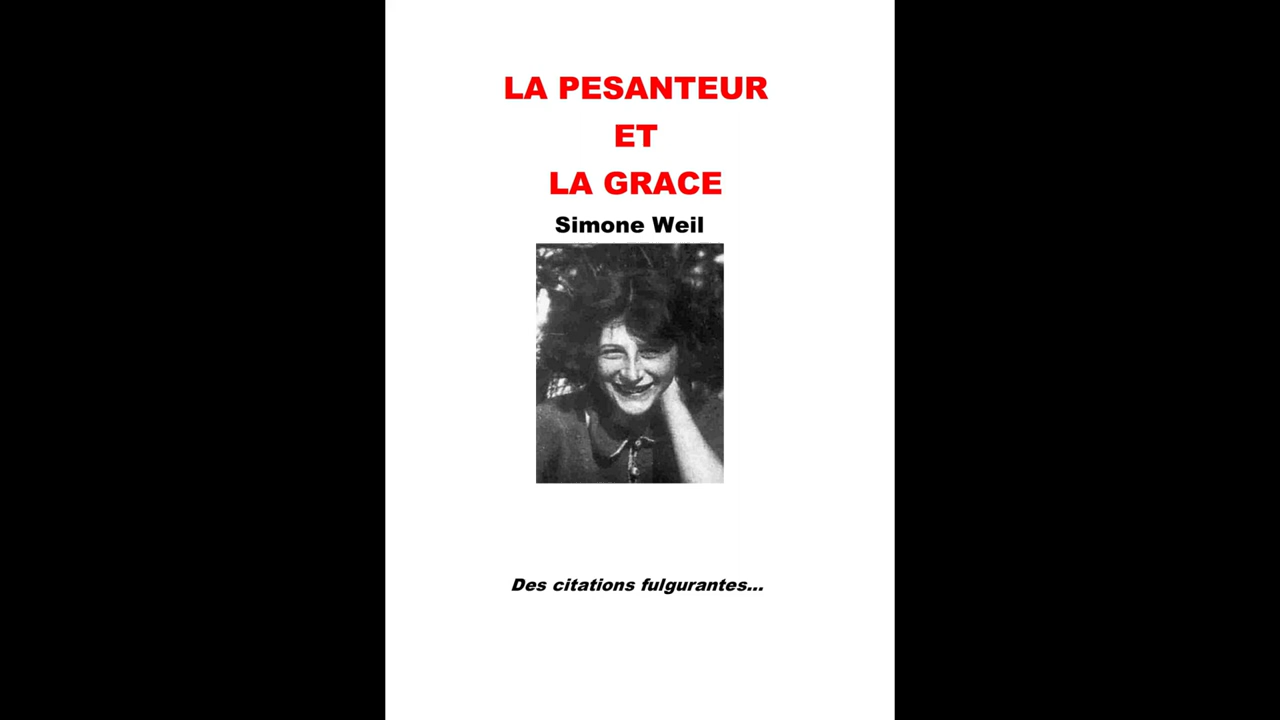 LA PESANTEUR
ET
LA GRACE
Simone Weil
Des citations fulgurantes...